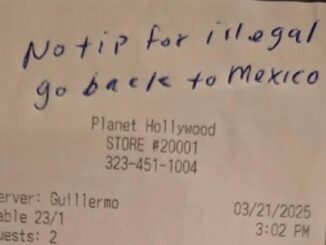 No tip for illegal
go back to mexico
Planet Hollywood
STORE #20001
323-451-1004
erver: Guillermo
03/21/2025
able 23/1
3:02 PM
uests: 2